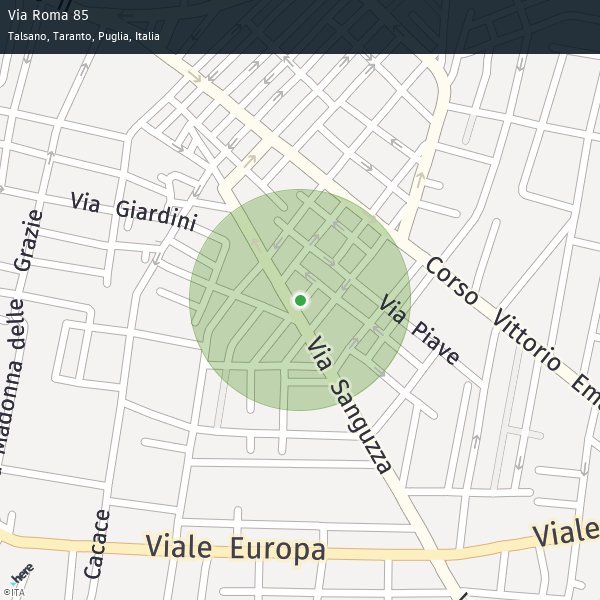 Via Roma 85
Talsano, Taranto, Puglia, Italia
Via Giardini
Madonna delle Grazie
Corso Vittorio Ema
Via Piave
Via Sanguzza
Cacace
Viale Europa
Viale
here
©ITA